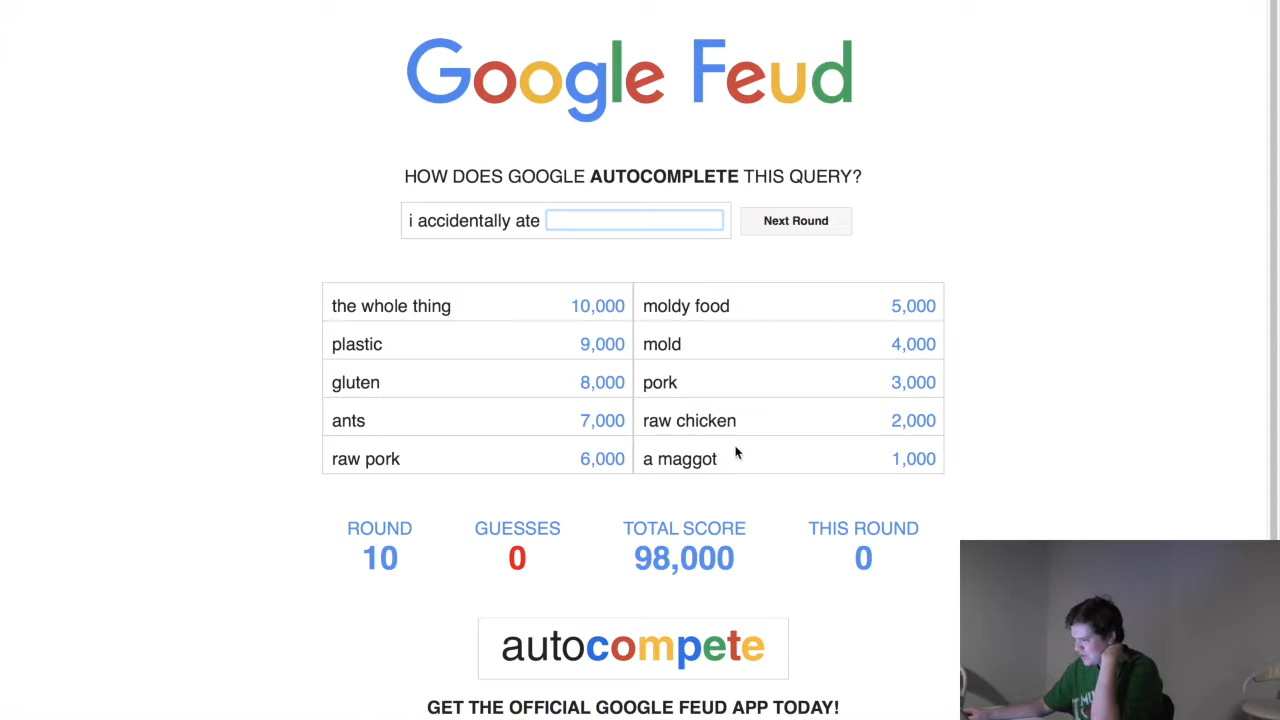 Google Feud
HOW DOES GOOGLE AUTOCOMPLETE THIS QUERY?
i accidentally ate
Next Round
the whole thing 10,000 moldy food 5,000
plastic 9,000 mold 4,000
gluten 8,000 pork 3,000
ants 7,000 raw chicken 2,000
raw pork 6,000 a maggot 1,000
ROUND GUESSES TOTAL SCORE THIS ROUND
10 0 98,000 0
autocompete
GET THE OFFICIAL GOOGLE FEUD APP TODAY!